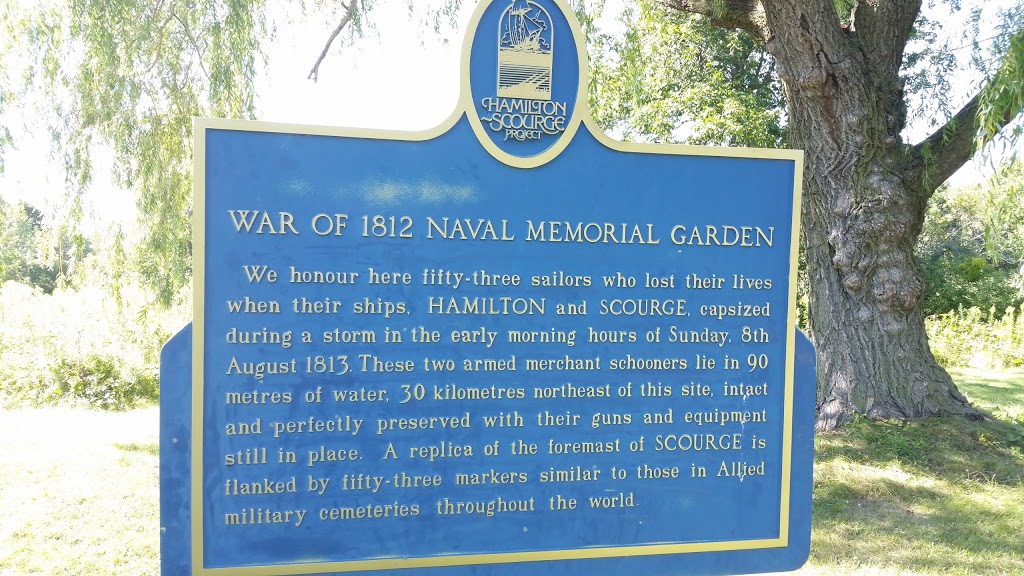 HAMILTON
SCOURGE
PROJECT
WAR OF 1812 NAVAL MEMORIAL GARDEN
We honour here fifty-three sailors who lost their lives
when their ships, HAMILTON and SCOURGE, capsized
during a storm in the early morning hours of Sunday, 8th
August 1813. These two armed merchant schooners lie in 90
metres of water, 30 kilometres northeast of this site, intact
and perfectly preserved with their guns and equipment
still in place. A replica of the foremast of SCOURGE is
flanked by fifty-three markers similar to those in Allied
military cemeteries throughout the world.